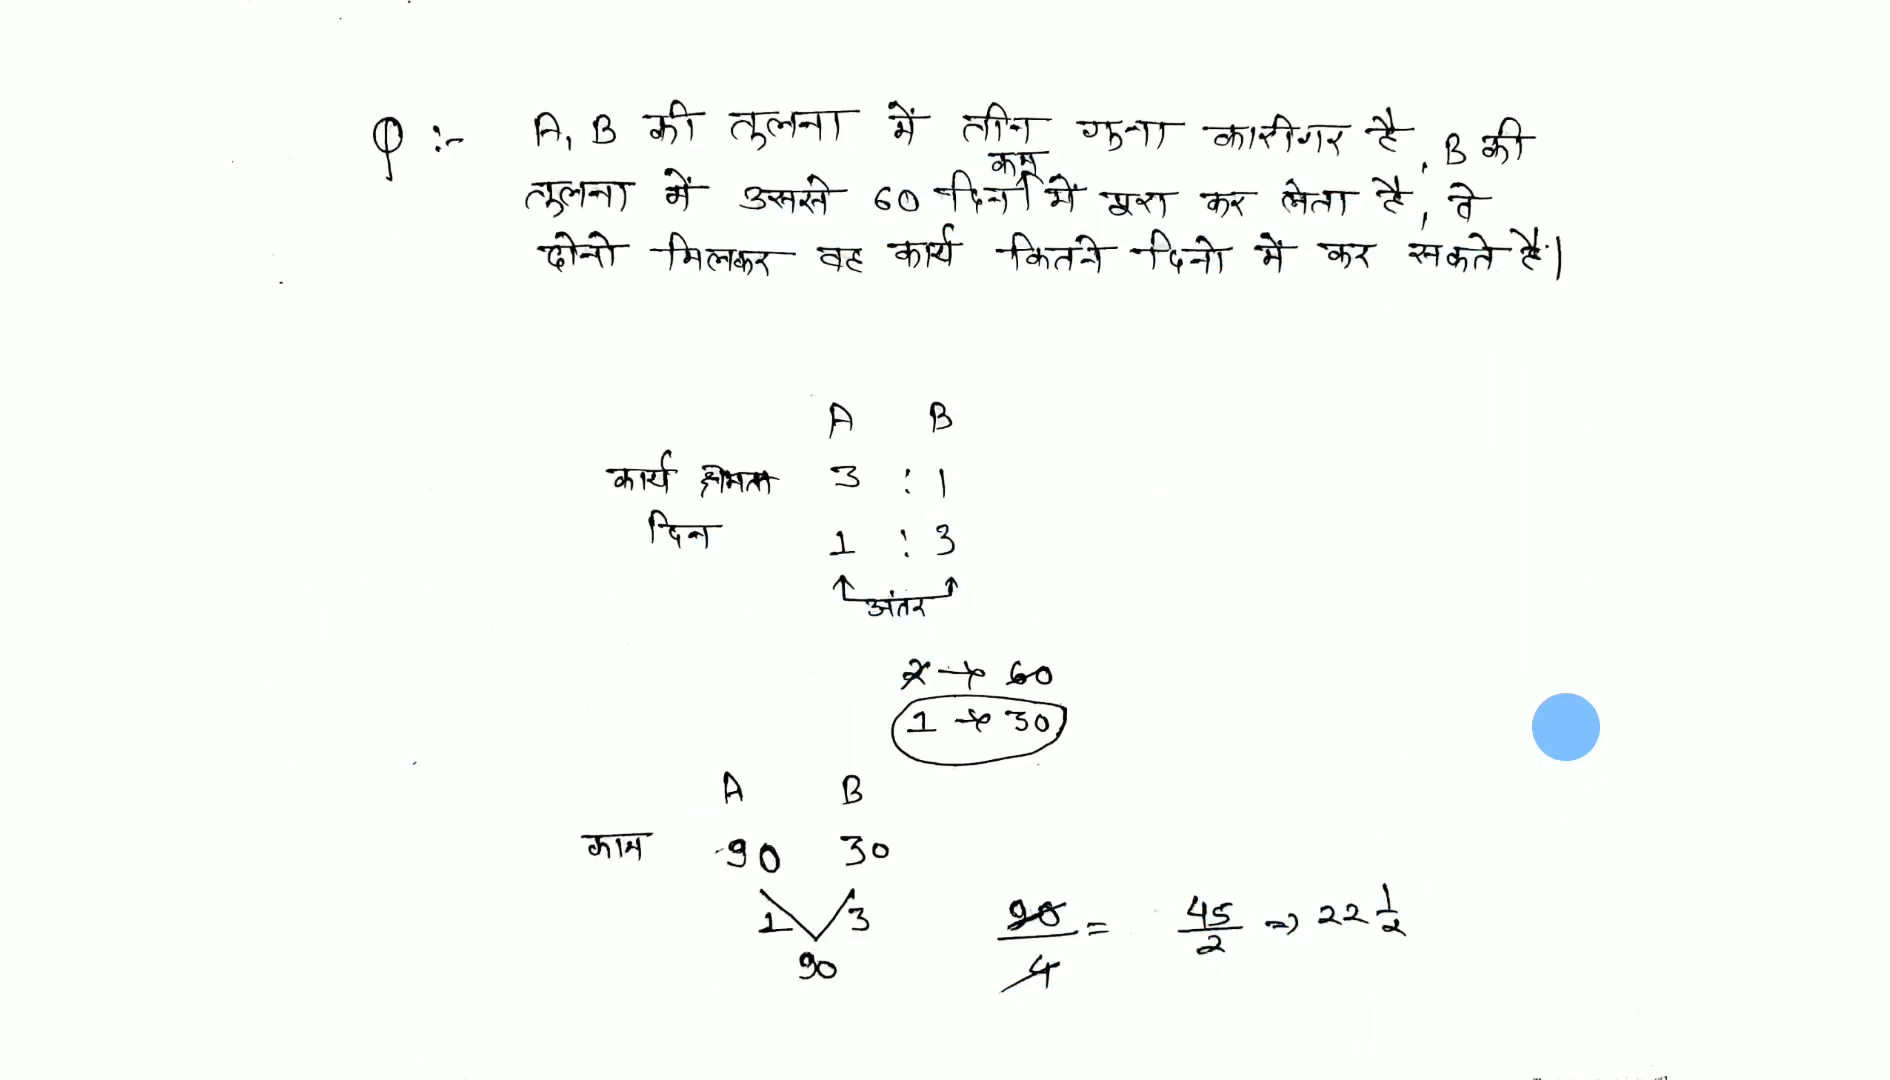 Q :- A, B की तुलना में तीन गुना कारीगर है, B की
कम
तुलना में उससे 60 दिनों में पूरा कर लेता है, वे
दोनो मिलकर वह कार्य कितने दिनो में कर सकते है।
A B
कार्य क्षमता 3 : 1
दिन 1 : 3
अंतर
2 → 60
1 → 30
A B
काम 90 30
1 3
90
90/4 = 45/2 => 22 1/2